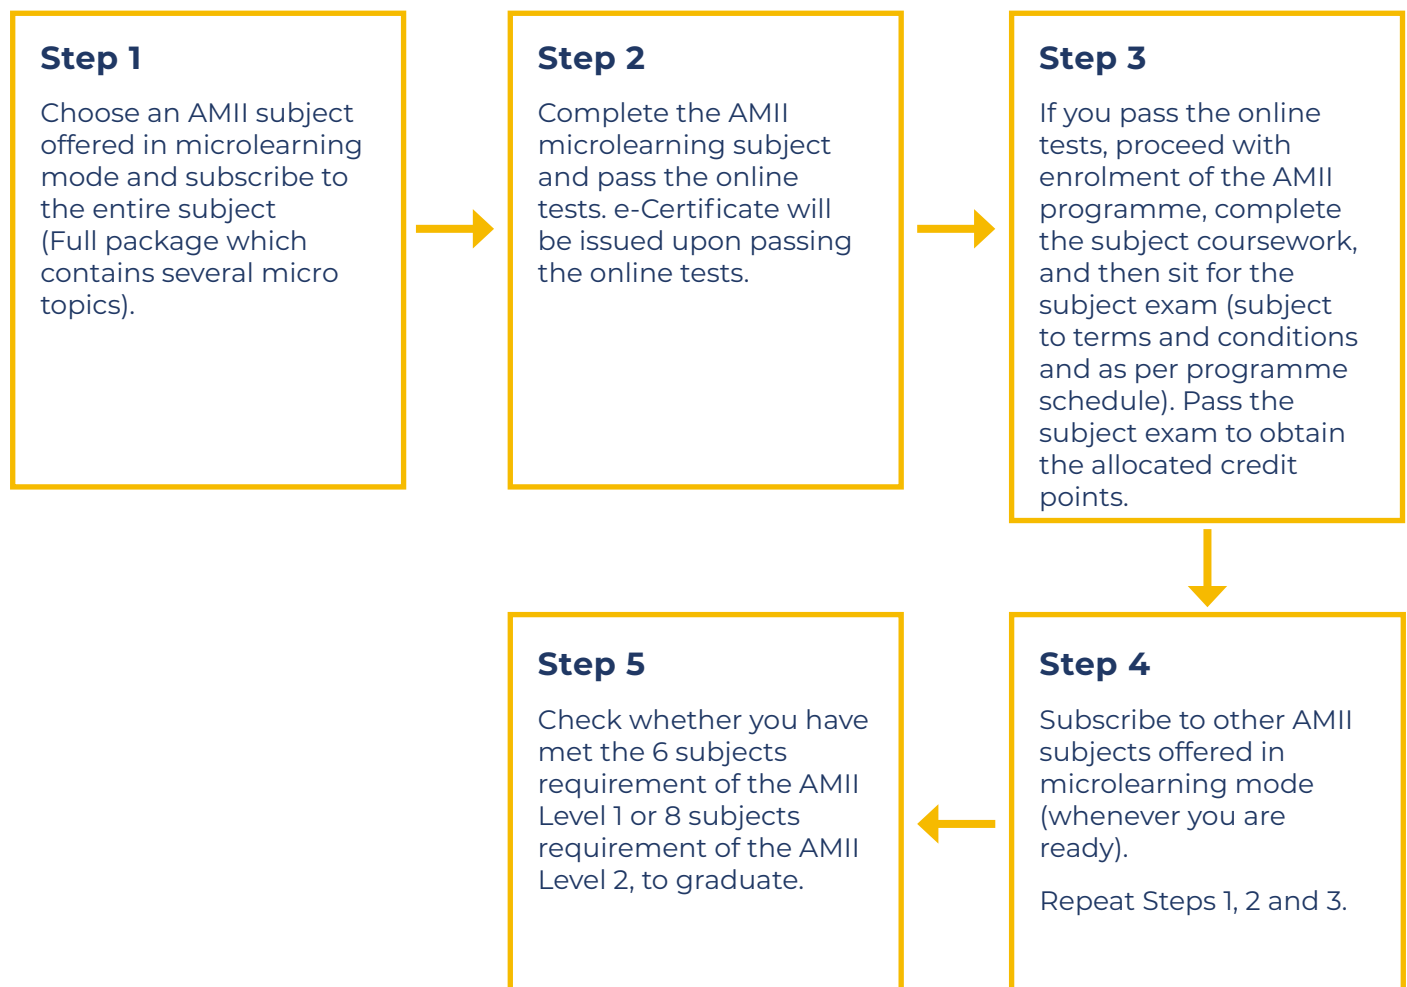 Step 1
Choose an AMII subject
offered in microlearning
mode and subscribe to
the entire subject
(Full package which
contains several micro
topics).
Step 2
Complete the AMII
microlearning subject
and pass the online
tests. e-Certificate will
be issued upon passing
the online tests.
Step 3
If you pass the online
tests, proceed with
enrolment of the AMII
programme, complete
the subject coursework,
and then sit for the
subject exam (subject
to terms and conditions
and as per programme
schedule). Pass the
subject exam to obtain
the allocated credit
points.
Step 4
Subscribe to other AMII
subjects offered in
microlearning mode
(whenever you are
ready).
Repeat Steps 1, 2 and 3.
Step 5
Check whether you have
met the 6 subjects
requirement of the AMII
Level 1 or 8 subjects
requirement of the AMII
Level 2, to graduate.